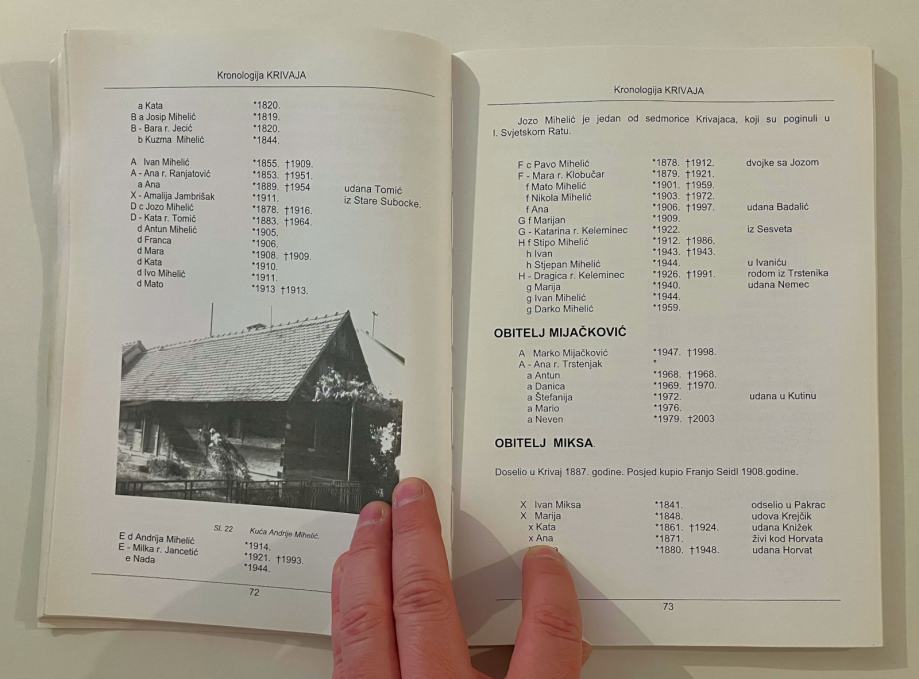 Kronologija KRIVAJA
a Kata *1820.
B a Josip Mihelić *1819.
B - Bara r. Jecić *1820.
b Kuzma Mihelić *1844.
A Ivan Mihelić *1855. †1909.
A - Ana r. Ranjatović *1853. †1951.
a Ana *1889. †1954 udana Tomić
X - Amalija Jambrišak *1911. iz Stare Subocke.
D c Jozo Mihelić *1878. †1916.
D - Kata r. Tomić *1883. †1964.
d Antun Mihelić *1905.
d Franca *1906.
d Mara *1908. †1909.
d Kata *1910.
d Ivo Mihelić *1911.
d Mato *1913 †1913.
Sl. 22 Kuća Andrije Mihelić.
E d Andrija Mihelić *1914.
E - Milka r. Jancetić *1921. †1993.
e Nada *1944.
72
Kronologija KRIVAJA
Jozo Mihelić je jedan od sedmorice Krivajaca, koji su poginuli u
I. Svjetskom Ratu.
F c Pavo Mihelić *1878. †1912. dvojke sa Jozom
F - Mara r. Klobučar *1879. †1921.
f Mato Mihelić *1901. †1959.
f Nikola Mihelić *1903. †1972.
f Ana *1906. †1997. udana Badalić
G f Marijan *1909.
G - Katarina r. Keleminec *1922. iz Sesveta
H f Stipo Mihelić *1912. †1986.
h Ivan *1943. †1943.
h Stjepan Mihelić *1944. u Ivaniću
H - Dragica r. Keleminec *1926. †1991. rodom iz Trstenika
g Marija *1940. udana Nemec
g Ivan Mihelić *1944.
g Darko Mihelić *1959.
OBITELJ MIJAČKOVIĆ
A Marko Mijačković *1947. †1998.
A - Ana r. Trstenjak *
a Antun *1968. †1968.
a Danica *1969. †1970.
a Štefanija *1972. udana u Kutinu
a Mario *1976.
a Neven *1979. †2003
OBITELJ MIKSA.
Doselio u Krivaj 1887. godine. Posjed kupio Franjo Seidl 1908.godine.
X Ivan Miksa *1841. odselio u Pakrac
X Marija *1848. udova Krejčik
x Kata *1861. †1924. udana Knižek
x Ana *1871. živi kod Horvata
*1880. †1948. udana Horvat
73